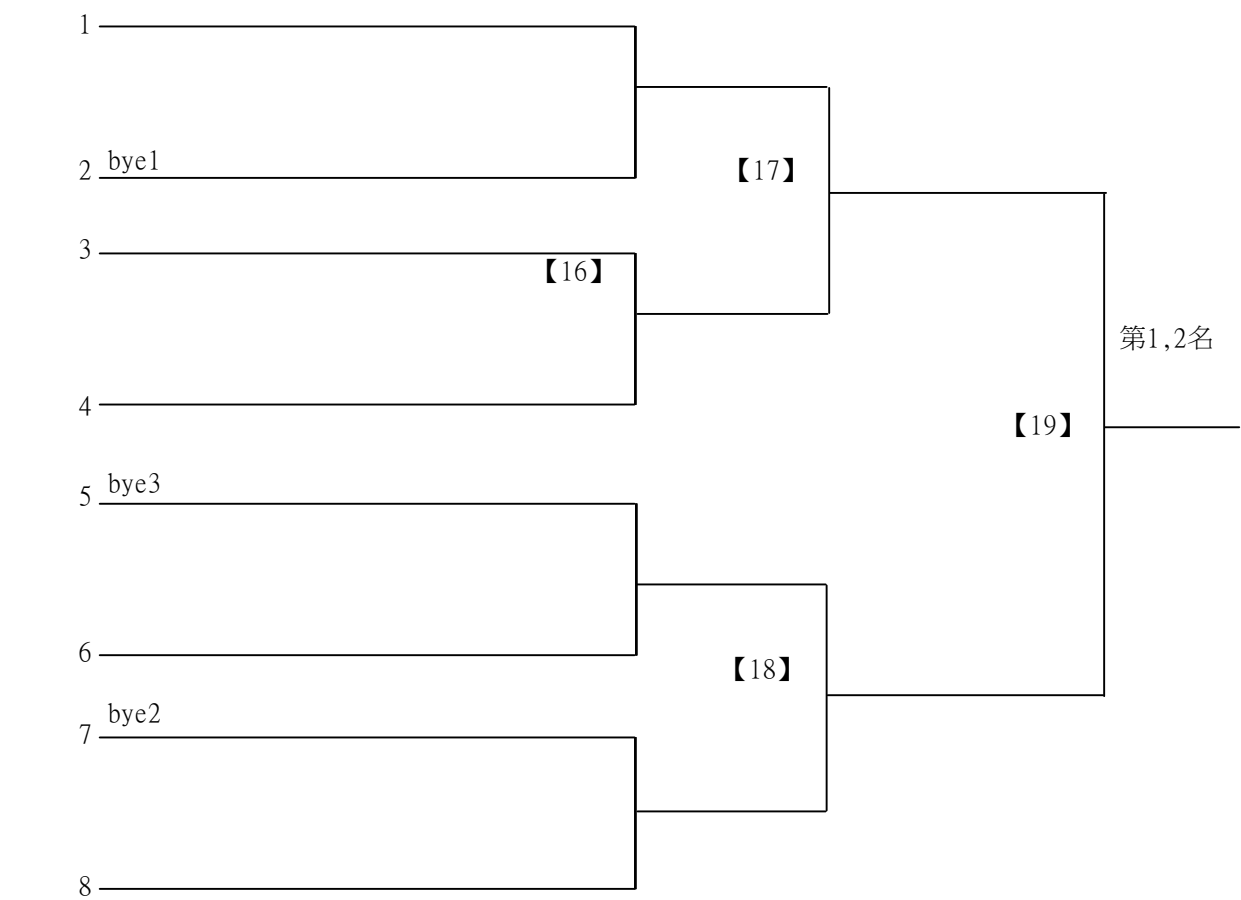 1
2 bye1
【17】
3
【16】
第1,2名
4
【19】
5 bye3
6
【18】
7 bye2
8